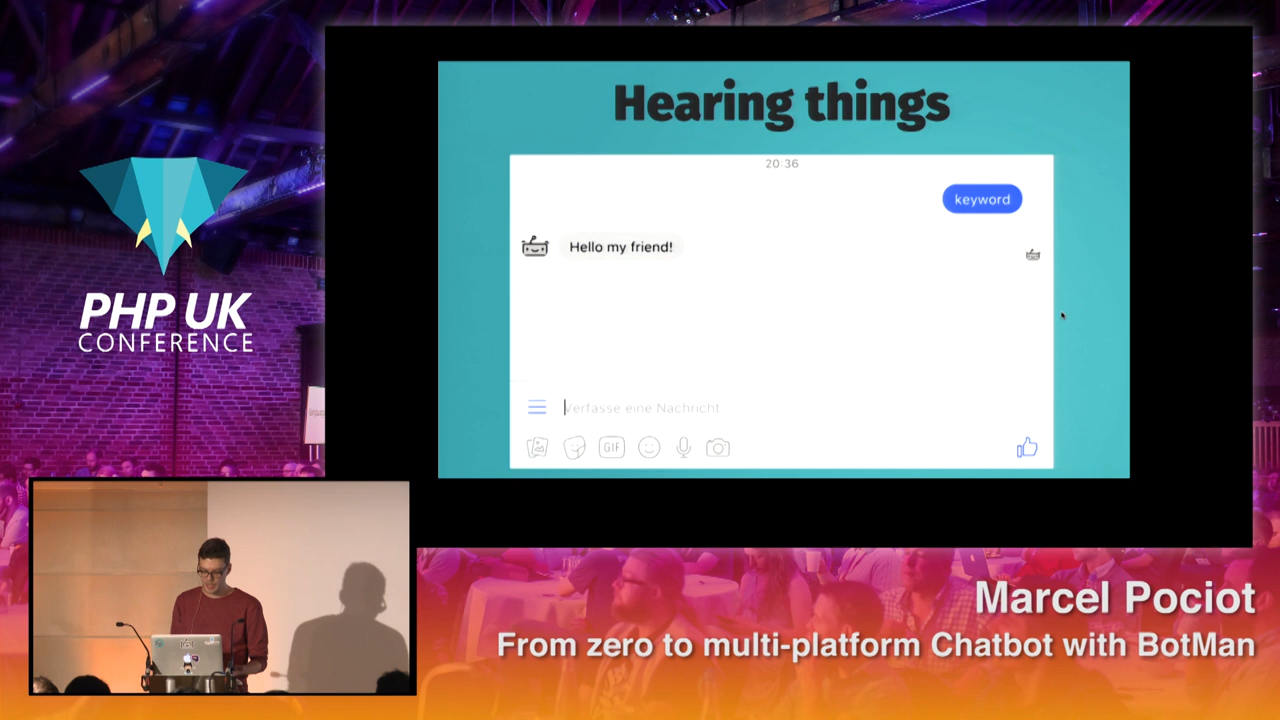 Hearing things
20:36
keyword
Hello my friend!
Verfasse eine Nachricht
GIF
PHP UK
CONFERENCE
Marcel Pociot
From zero to multi-platform Chatbot with BotMan